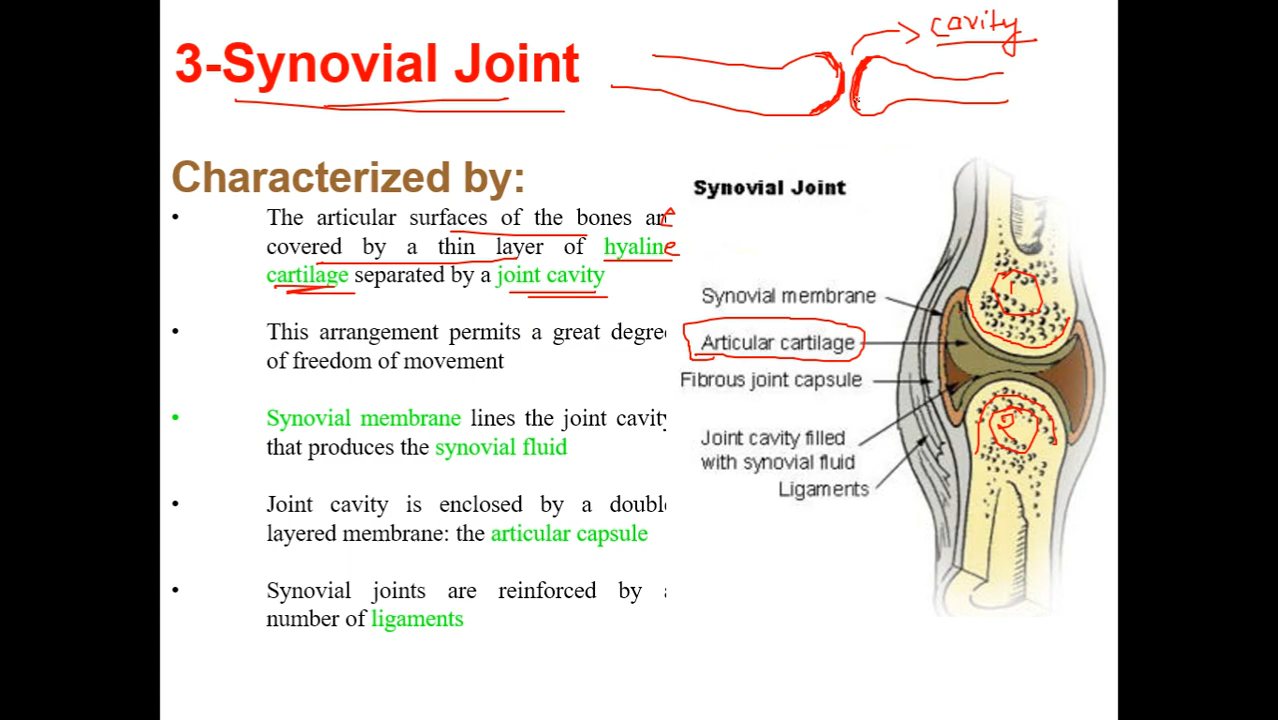 3-Synovial Joint
cavity
Characterized by:
• The articular surfaces of the bones are
covered by a thin layer of hyaline
cartilage separated by a joint cavity
• This arrangement permits a great degre
of freedom of movement
• Synovial membrane lines the joint cavity
that produces the synovial fluid
• Joint cavity is enclosed by a doubl
layered membrane: the articular capsule
• Synovial joints are reinforced by a
number of ligaments
Synovial Joint
Synovial membrane
Articular cartilage
Fibrous joint capsule
Joint cavity filled
with synovial fluid
Ligaments
1
2